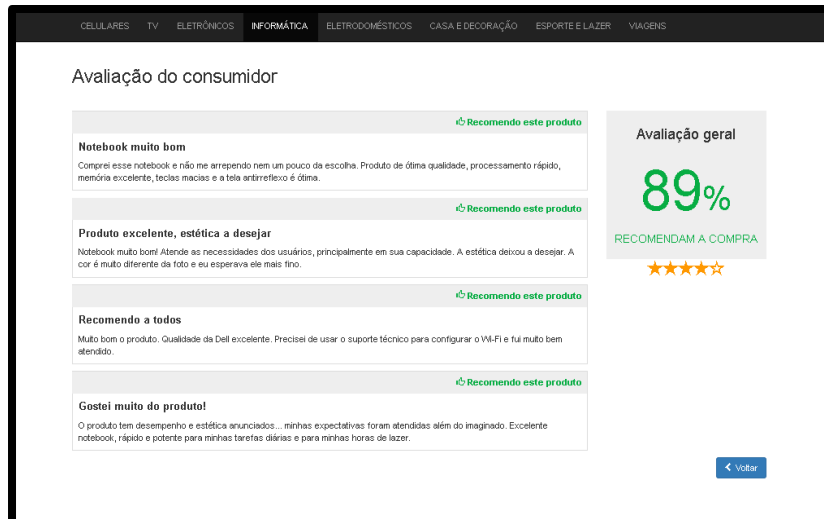 CELULARES TV ELETRÔNICOS INFORMÁTICA ELETRODOMÉSTICOS CASA E DECORAÇÃO ESPORTE E LAZER VIAGENS
Avaliação do consumidor
Recomendo este produto
Notebook muito bom
Comprei esse notebook e não me arrependo nem um pouco da escolha. Produto de ótima qualidade, processamento rápido,
memória excelente, teclas macias e a tela antirreflexo é ótima.
Recomendo este produto
Produto excelente, estética a desejar
Notebook muito bom! Atende as necessidades dos usuários, principalmente em sua capacidade. A estética deixou a desejar. A
cor é muito diferente da foto e eu esperava ele mais fino.
Recomendo este produto
Recomendo a todos
Muito bom o produto. Qualidade da Dell excelente. Precisei de usar o suporte técnico para configurar o Wi-Fi e fui muito bem
atendido.
Recomendo este produto
Gostei muito do produto!
O produto tem desempenho e estética anunciados... minhas expectativas foram atendidas além do imaginado. Excelente
notebook, rápido e potente para minhas tarefas diárias e para minhas horas de lazer.
Avaliação geral
89%
RECOMENDAM A COMPRA
Voltar